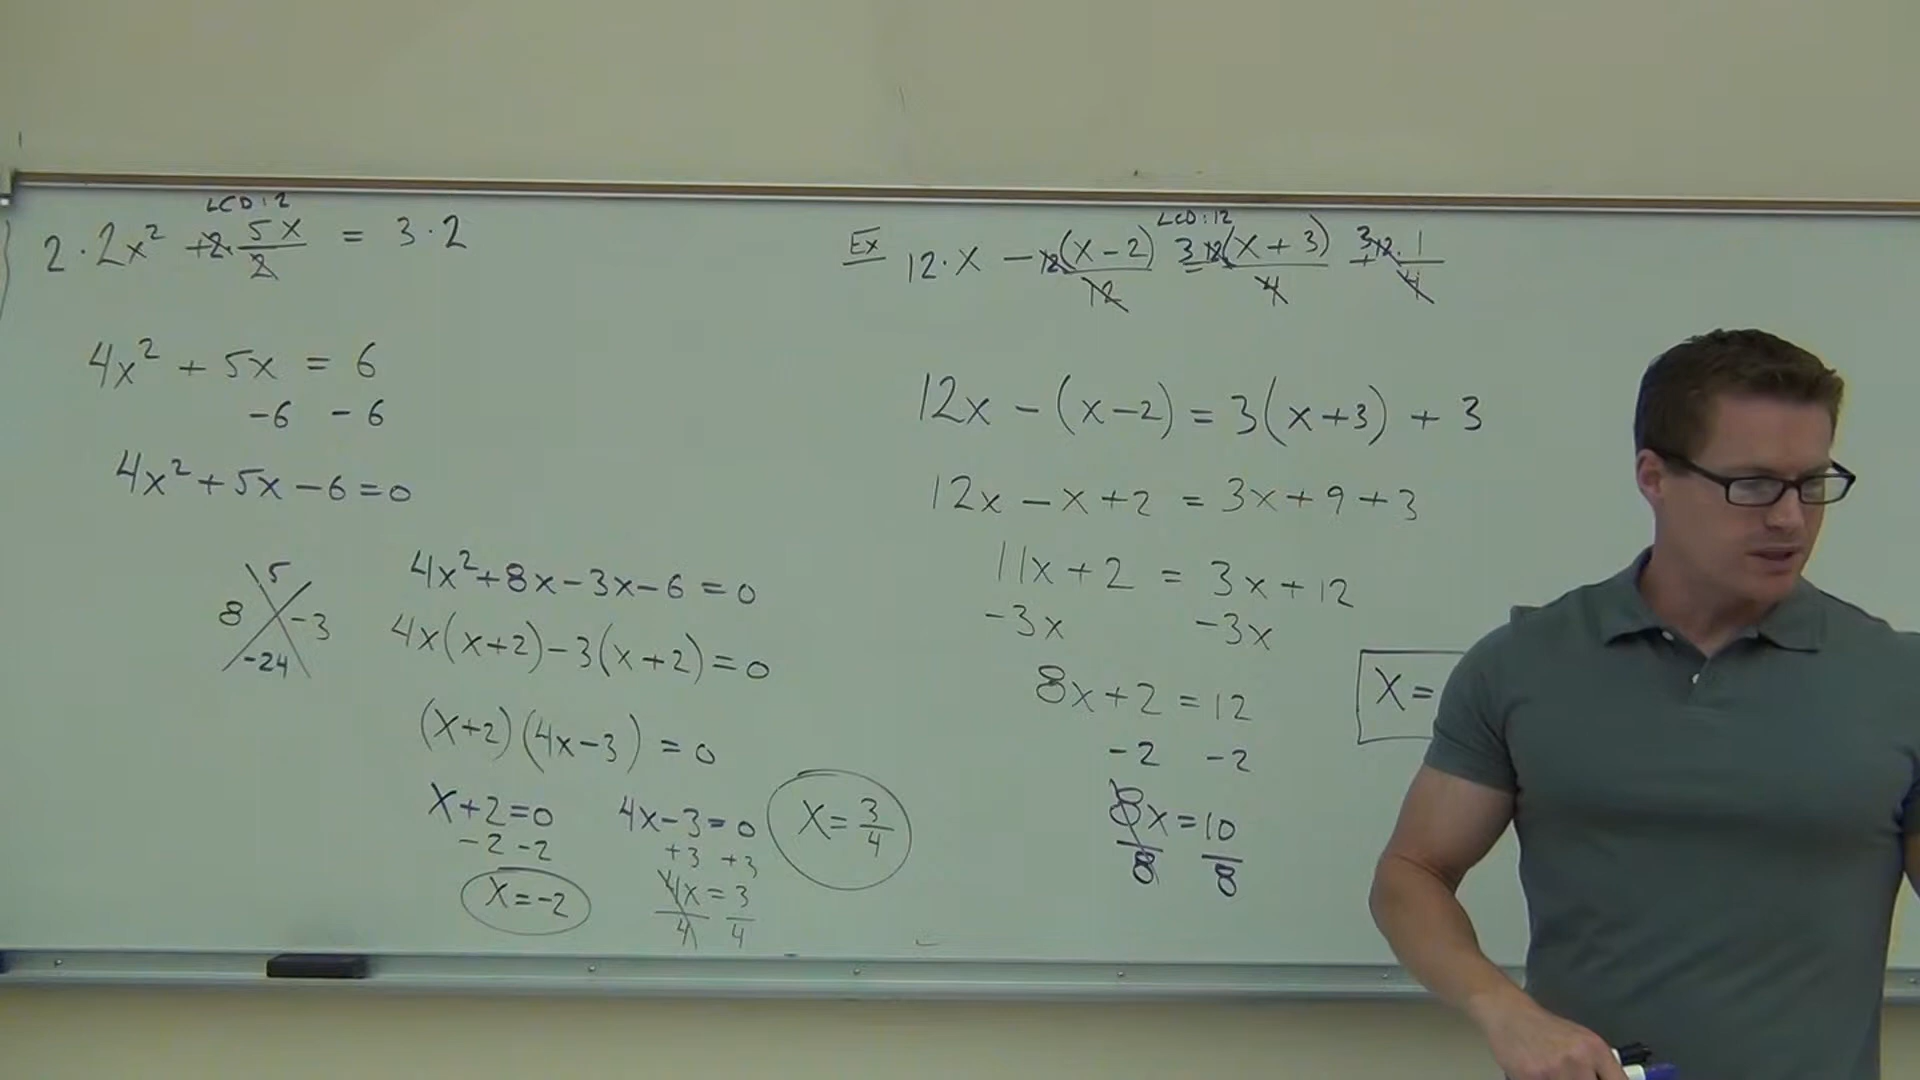 LCD:2
2·2x² +2·5x/2 = 3·2
4x² + 5x = 6
-6 -6
4x² + 5x - 6 = 0
5
8 -3
-24
4x² + 8x - 3x - 6 = 0
4x(x+2) - 3(x+2) = 0
(x+2)(4x-3) = 0
x+2=0
-2 -2
x=-2
4x-3=0
+3 +3
4x/4 = 3/4
x = 3/4
Ex
LCD:12
12·x - 12(x-2)/12 = 3 12(x+3)/4 + 3 12·1/4
12x - (x-2) = 3(x+3) + 3
12x - x + 2 = 3x + 9 + 3
11x + 2 = 3x + 12
-3x -3x
8x + 2 = 12
-2 -2
8x/8 = 10/8
x=